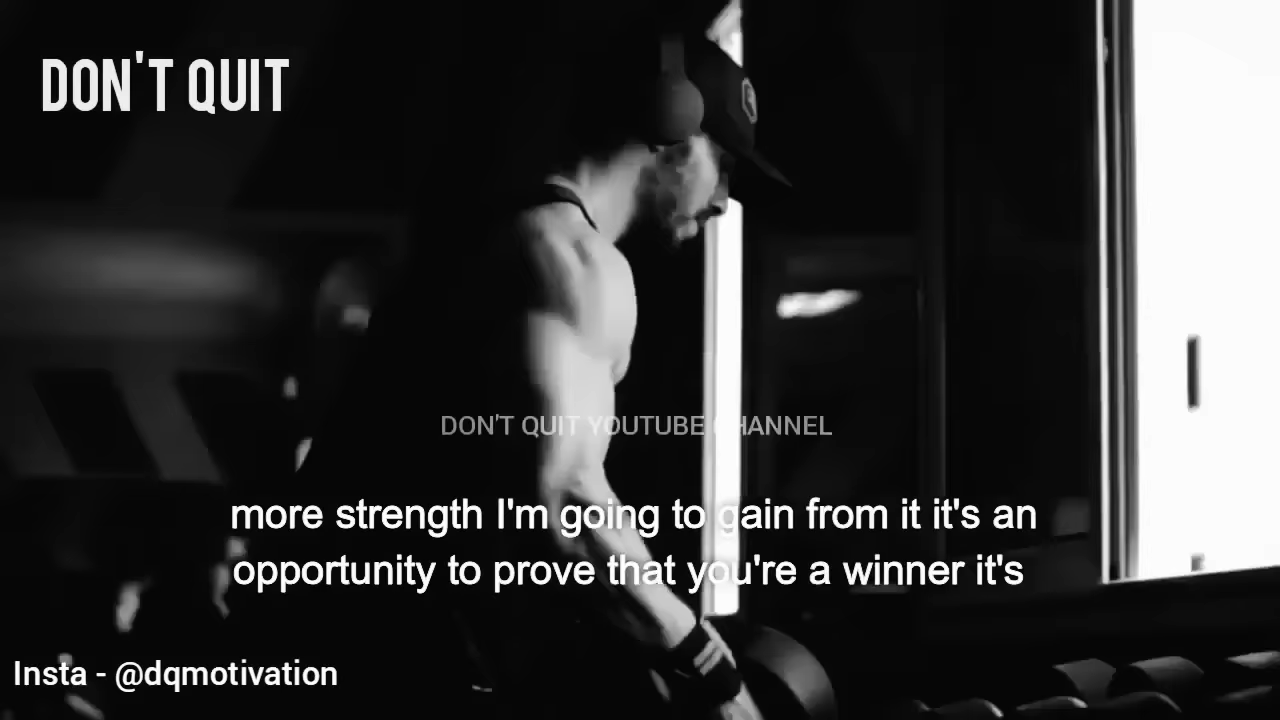 DON'T QUIT
DON'T QUIT YOUTUBE CHANNEL
more strength I'm going to gain from it it's an
opportunity to prove that you're a winner it's
Insta - @dqmotivation